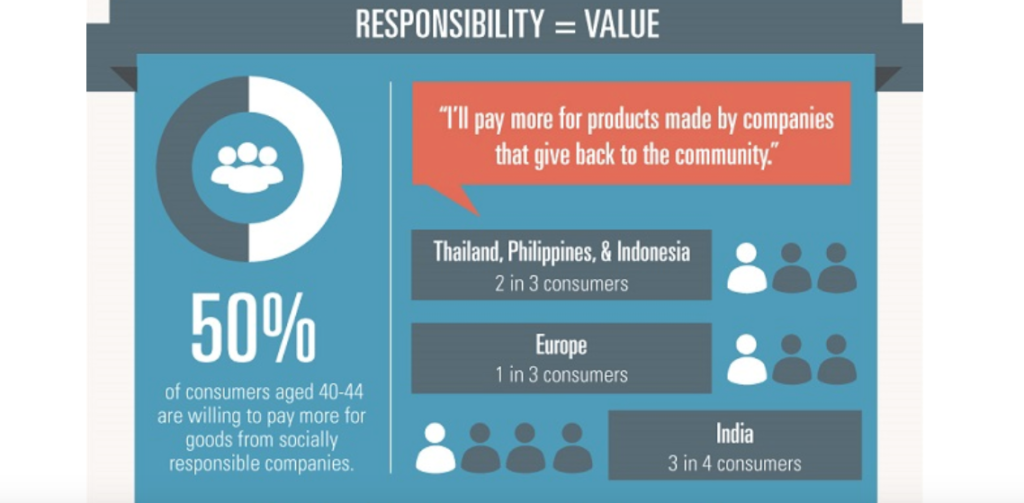 RESPONSIBILITY = VALUE
50%
of consumers aged 40-44
are willing to pay more for
goods from socially
responsible companies.
“I'll pay more for products made by companies
that give back to the community.”
Thailand, Philippines, & Indonesia
2 in 3 consumers
Europe
1 in 3 consumers
India
3 in 4 consumers